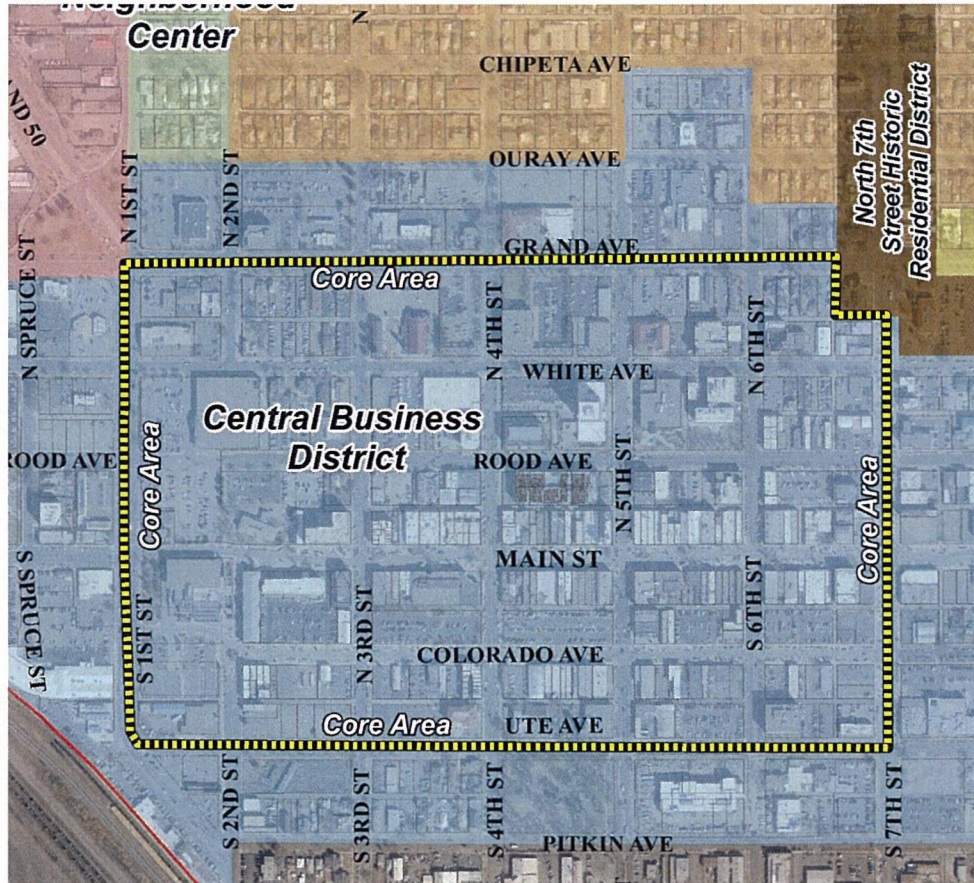 Neighborhood
Center
N
CHIPETA AVE
ND 50
OURAY AVE
North 7th
Street Historic
Residential District
N 1ST ST
N 2ND ST
GRAND AVE
Core Area
N SPRUCE ST
N 4TH ST
N 6TH ST
WHITE AVE
Central Business
District
ROOD AVE
ROOD AVE
N 5TH ST
Core Area
Core Area
MAIN ST
S SPRUCE ST
S 1ST ST
N 3RD ST
S 6TH ST
COLORADO AVE
Core Area
UTE AVE
S 2ND ST
S 3RD ST
S 4TH ST
S 7TH ST
PITKIN AVE